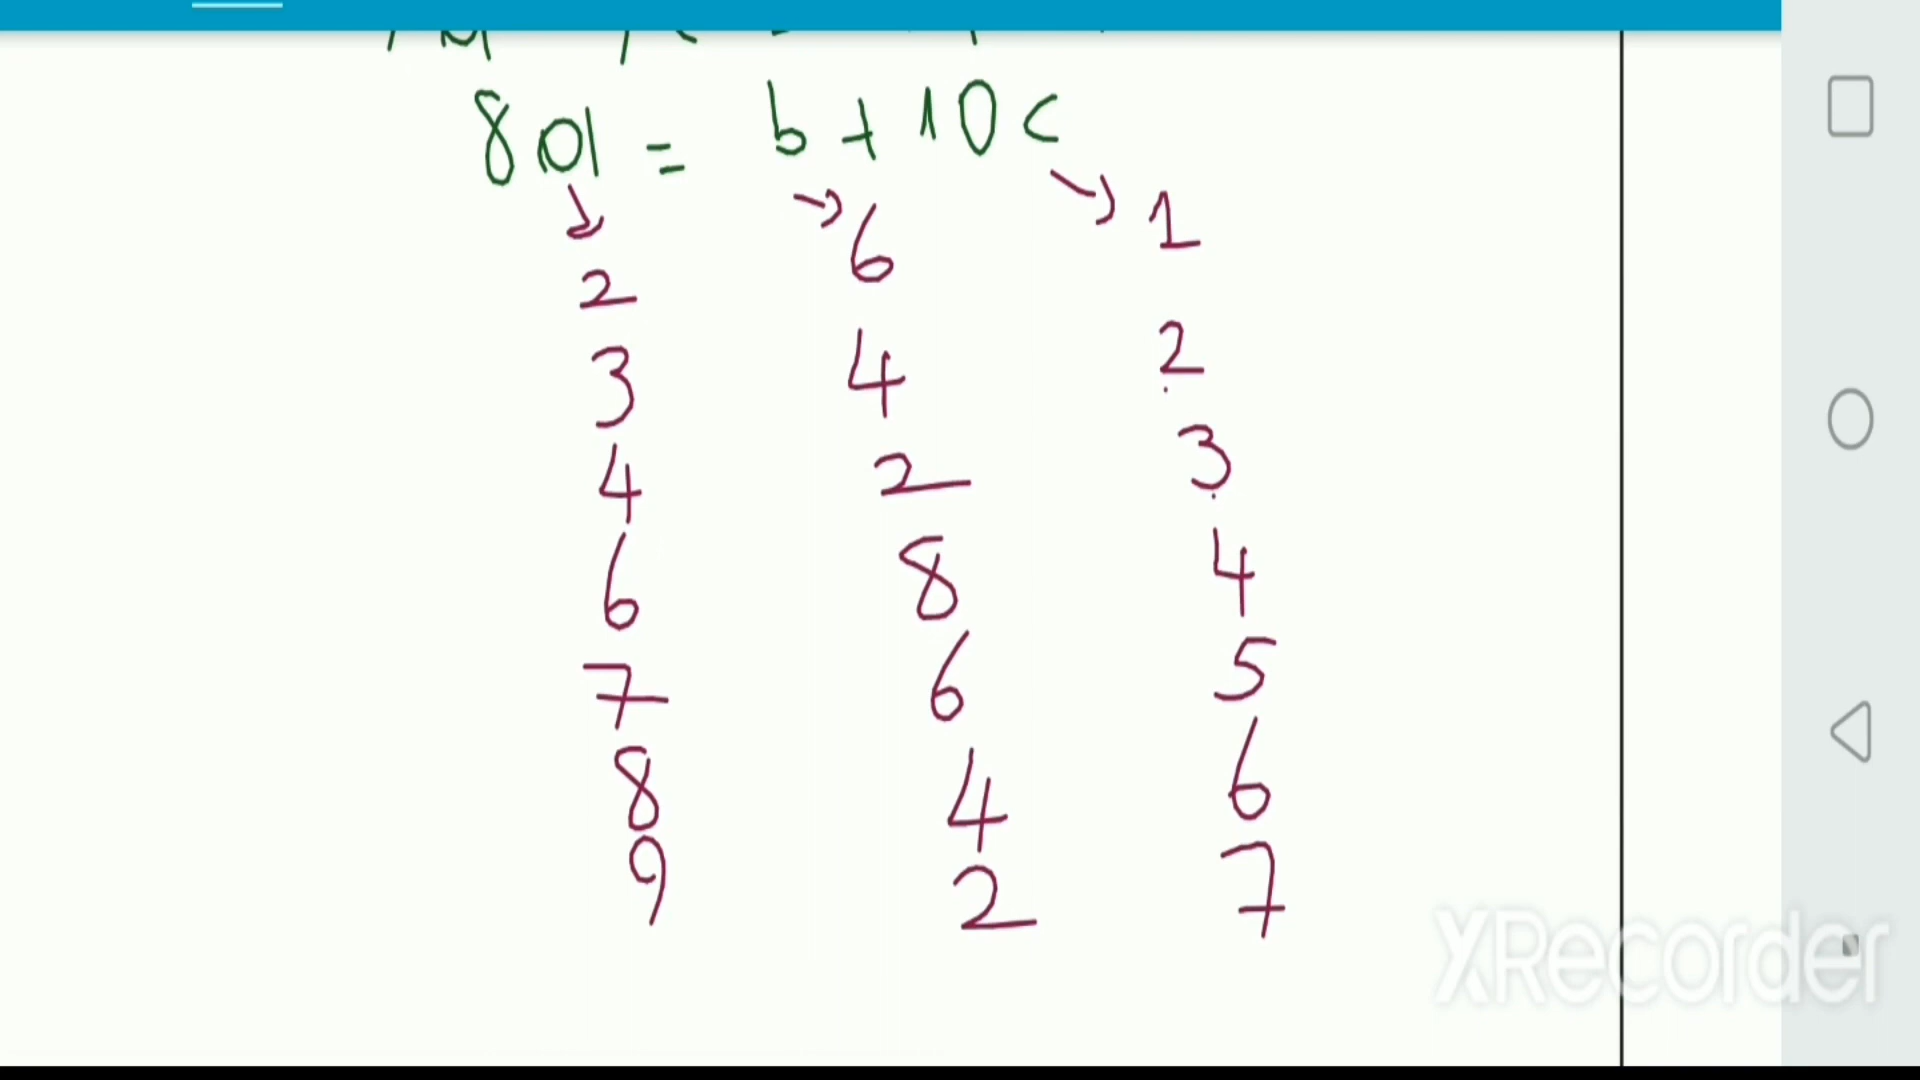 8a = b + 10c
2 6 1
3 4 2
4 2 3
6 8 4
7 6 5
8 4 6
9 2 7
XRecorder